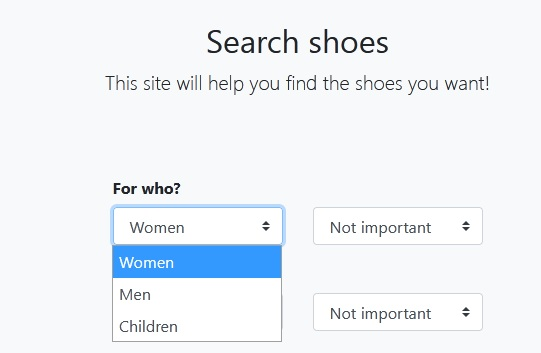 Search shoes
This site will help you find the shoes you want!
For who?
Women Not important
Women
Men
Children Not important